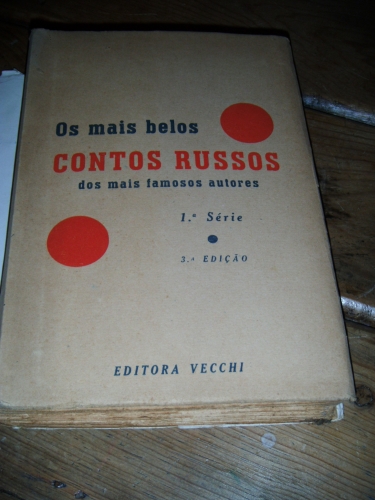 Os mais belos
CONTOS RUSSOS
dos mais famosos autores
1.ª Série
3.ª EDIÇÃO
EDITORA VECCHI